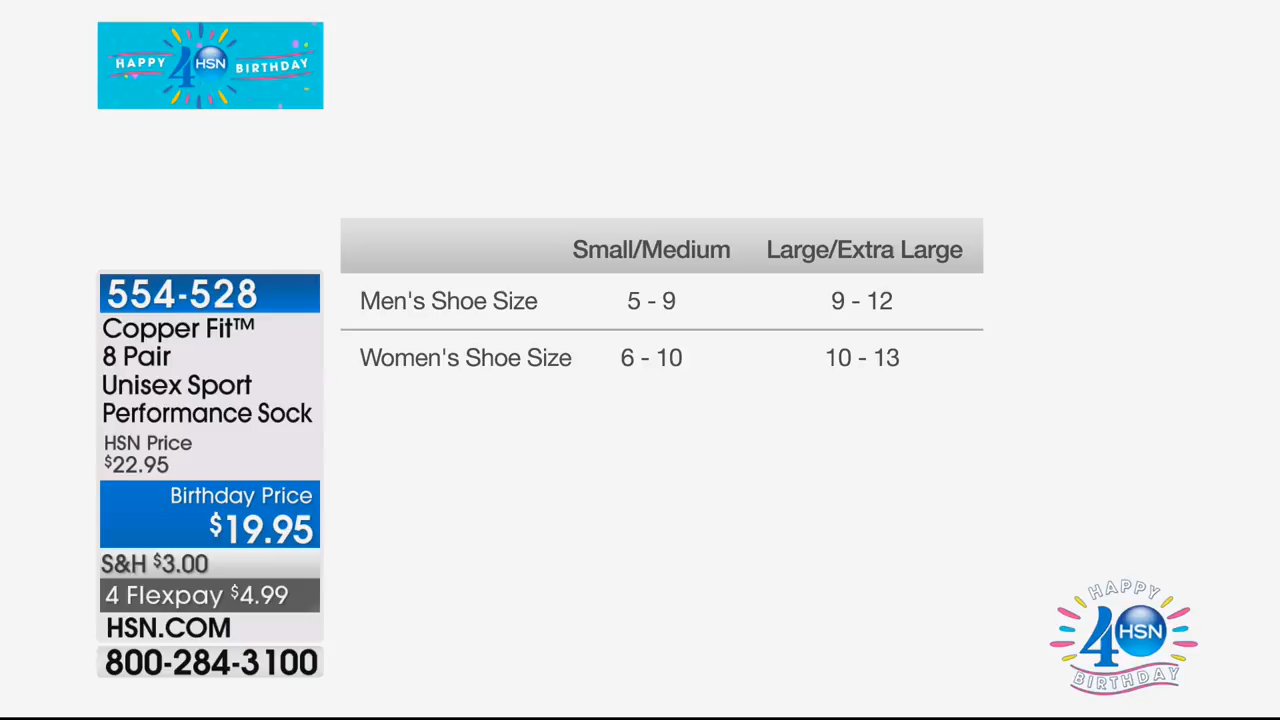 HAPPY 40 HSN BIRTHDAY
Small/Medium Large/Extra Large
Men's Shoe Size 5 - 9 9 - 12
Women's Shoe Size 6 - 10 10 - 13
554-528
Copper Fit™
8 Pair
Unisex Sport
Performance Sock
HSN Price
$22.95
Birthday Price
$19.95
S&H $3.00
4 Flexpay $4.99
HSN.COM
800-284-3100
HAPPY
40 HSN
BIRTHDAY